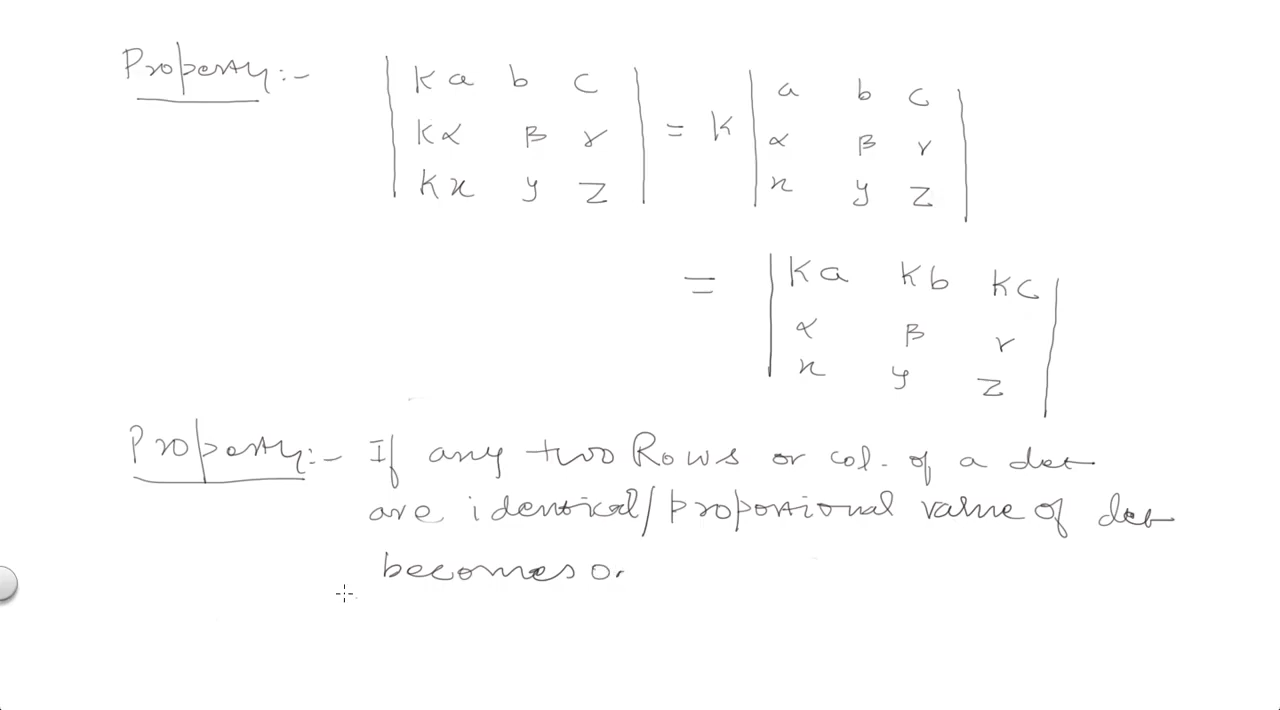 Property:- | Ka b c | = K | a b c |
| Kα β γ | | α β γ |
| Kx y z | | x y z |
= | Ka Kb Kc |
| α β γ |
| x y z |
Property:- If any two Rows or col. of a det
are identical/proportional value of det
becomes 0.